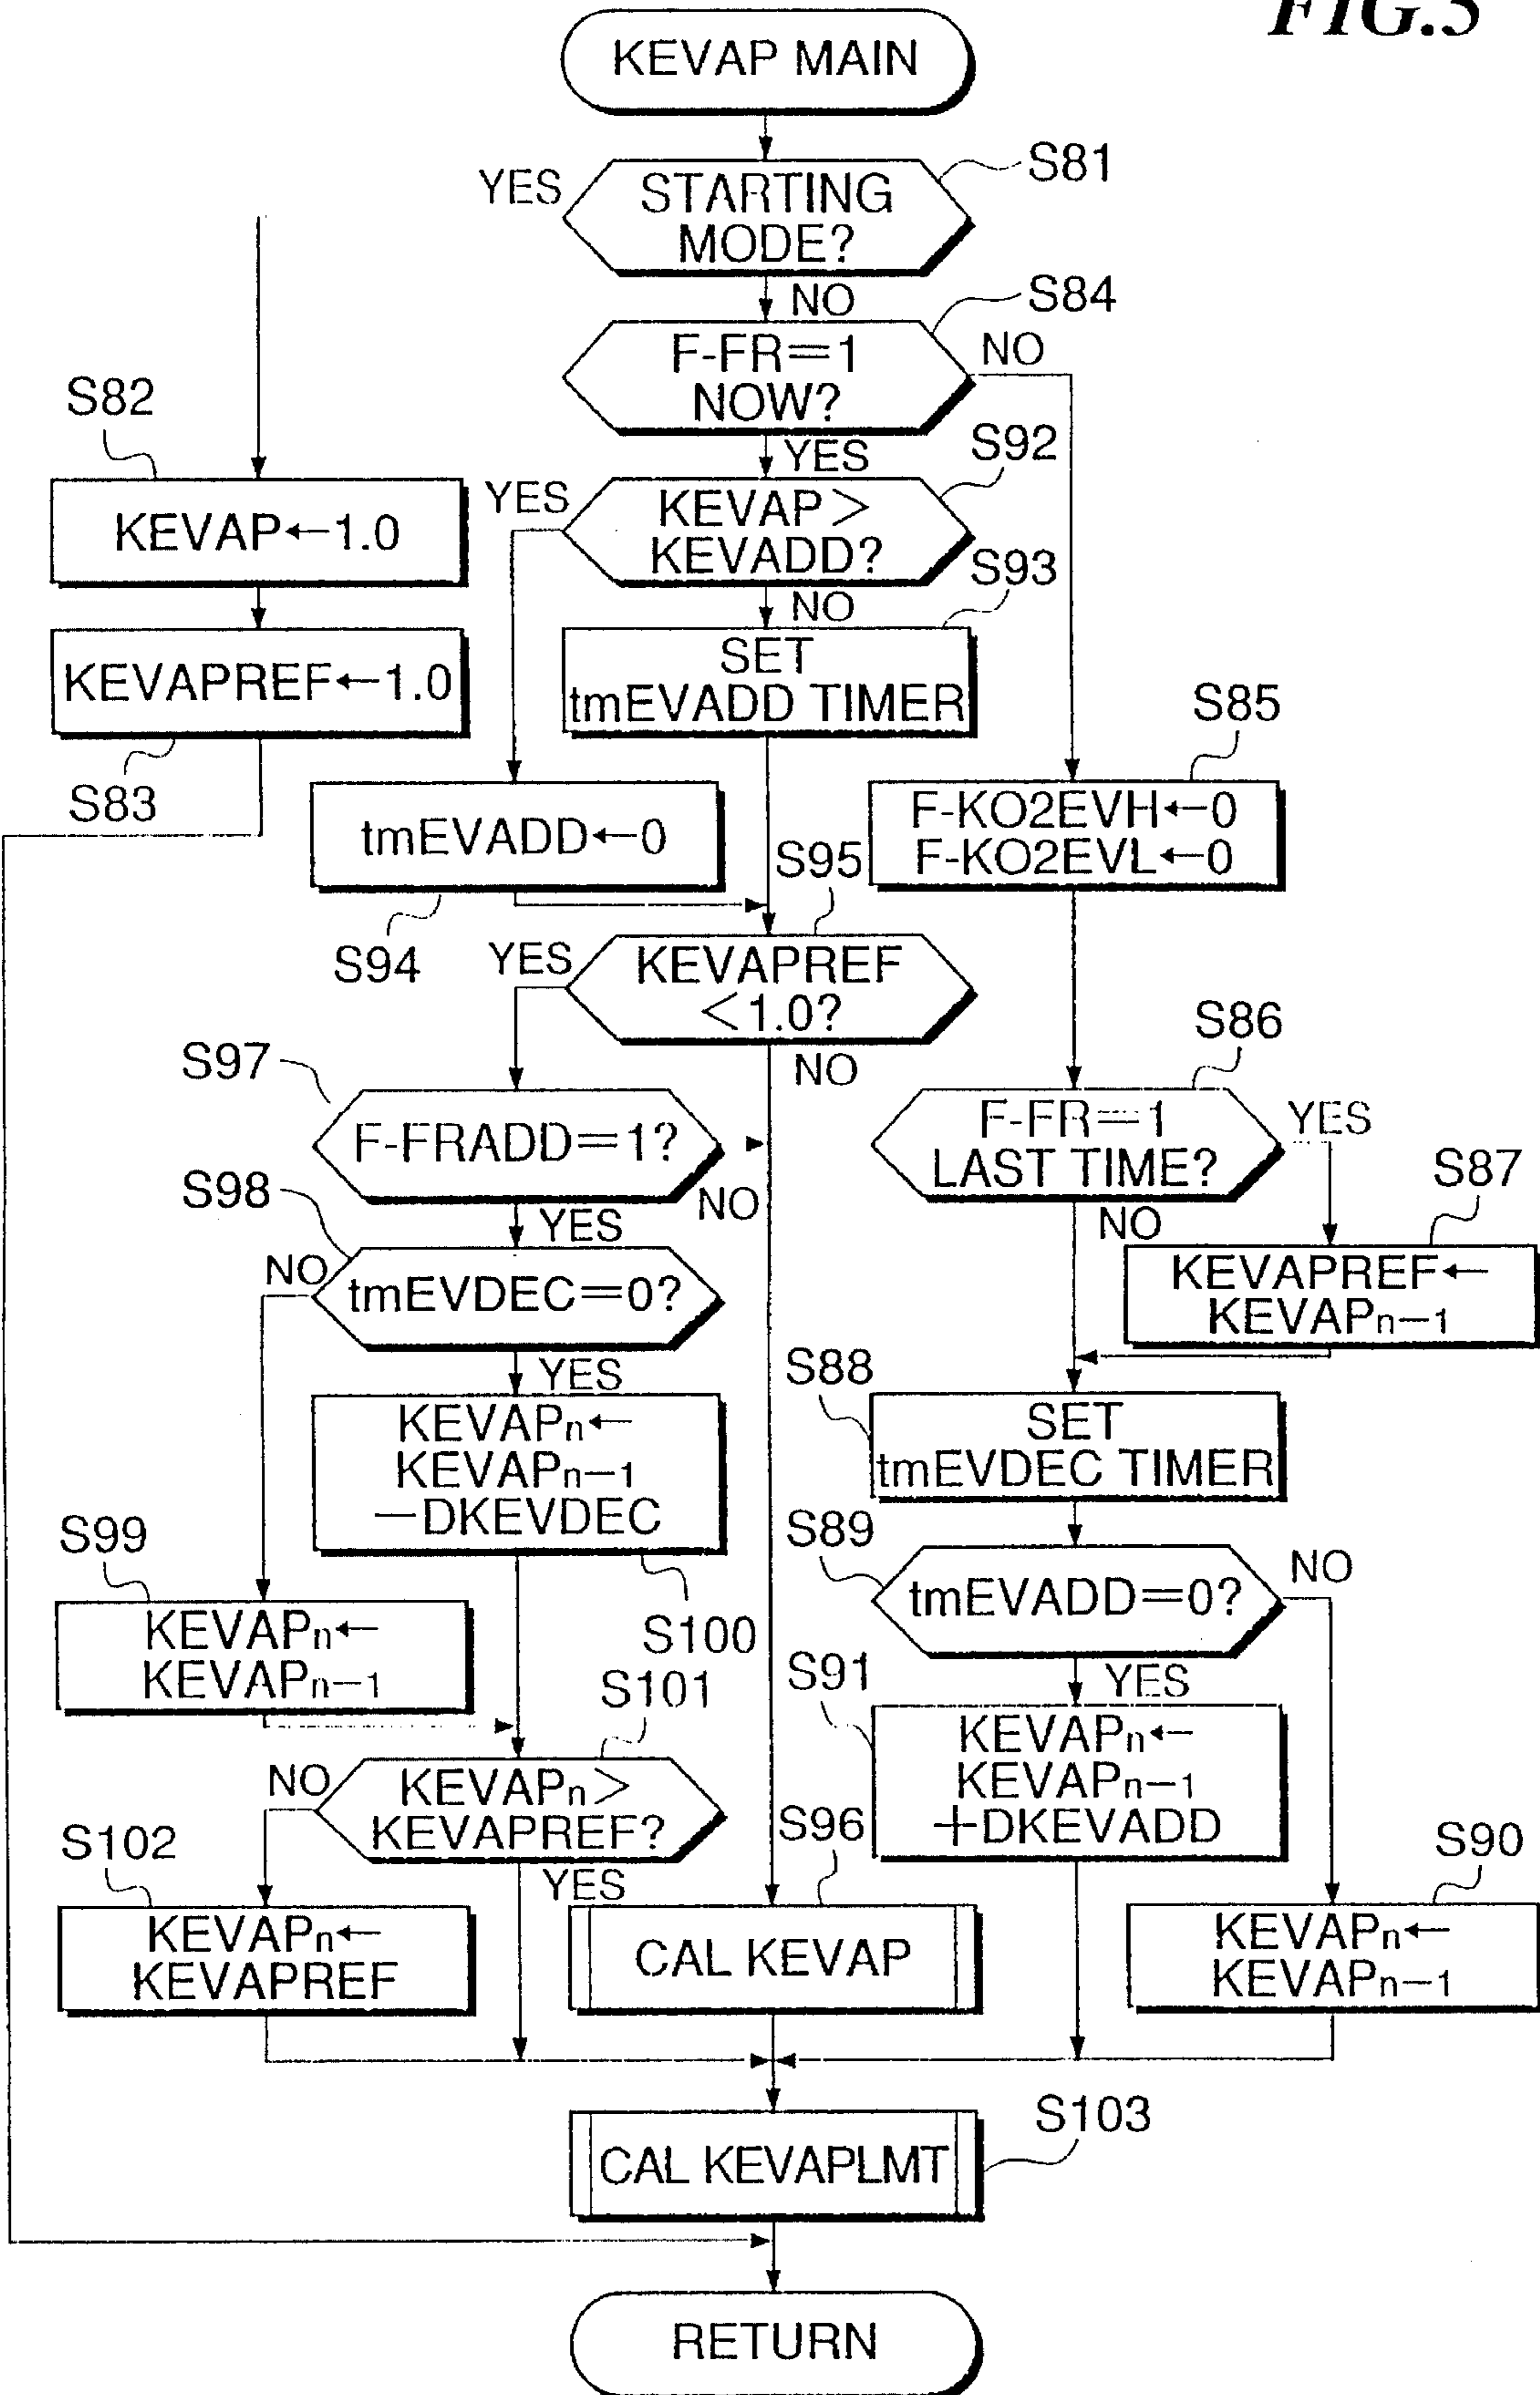 FIG.5
KEVAP MAIN
S81
YES
STARTING
MODE?
NO
S84
F-FR=1
NOW?
NO
YES
S82
KEVAP←1.0
S92
YES
KEVAP>
KEVADD?
NO
S93
KEVAPREF←1.0
S83
SET
tmEVADD TIMER
S85
tmEVADD←0
S94
F-KO2EVH←0
F-KO2EVL←0
S95
YES
KEVAPREF
<1.0?
NO
S86
F-FR=1
LAST TIME?
YES
NO
S97
F-FRADD=1?
NO
YES
S87
KEVAPREF←
KEVAPn−1
S98
NO
tmEVDEC=0?
YES
S88
SET
tmEVDEC TIMER
KEVAPn←
KEVAPn−1
−DKEVDEC
S100
S89
tmEVADD=0?
NO
YES
S99
KEVAPn←
KEVAPn−1
S101
S91
KEVAPn←
KEVAPn−1
+DKEVADD
NO
KEVAPn>
KEVAPREF?
YES
S96
S90
S102
KEVAPn←
KEVAPREF
CAL KEVAP
KEVAPn←
KEVAPn−1
S103
CAL KEVAPLMT
RETURN